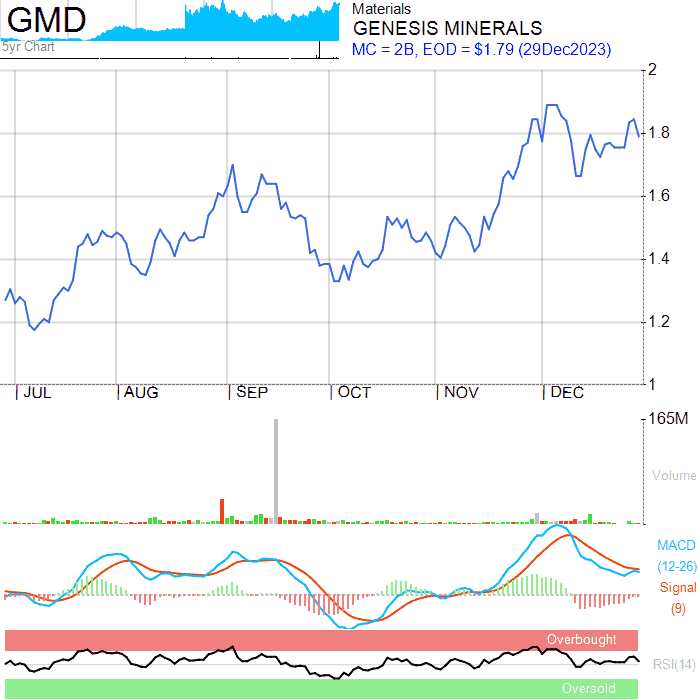 GMD
5yr Chart
Materials
GENESIS MINERALS
MC = 2B, EOD = $1.79 (29Dec2023)
2
1.8
1.6
1.4
1.2
1
JUL AUG SEP OCT NOV DEC
165M
Volume
MACD
(12-26)
Signal
(9)
Overbought
RSI(14)
Oversold